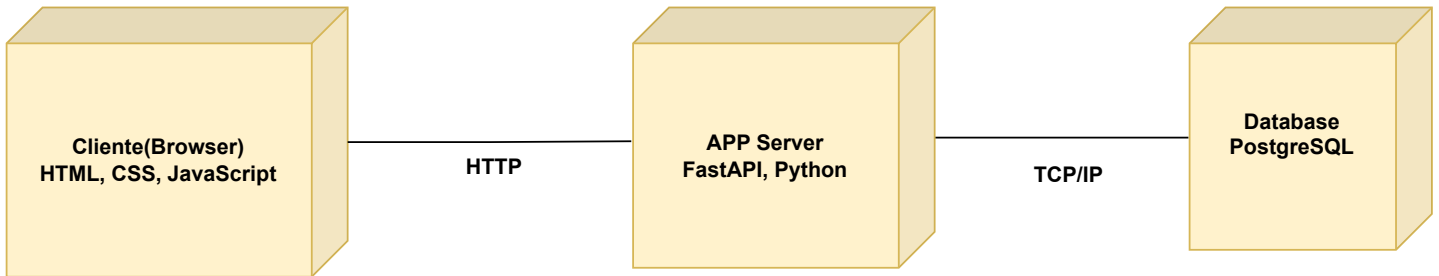 Cliente(Browser)
HTML, CSS, JavaScript
HTTP
APP Server
FastAPI, Python
TCP/IP
Database
PostgreSQL